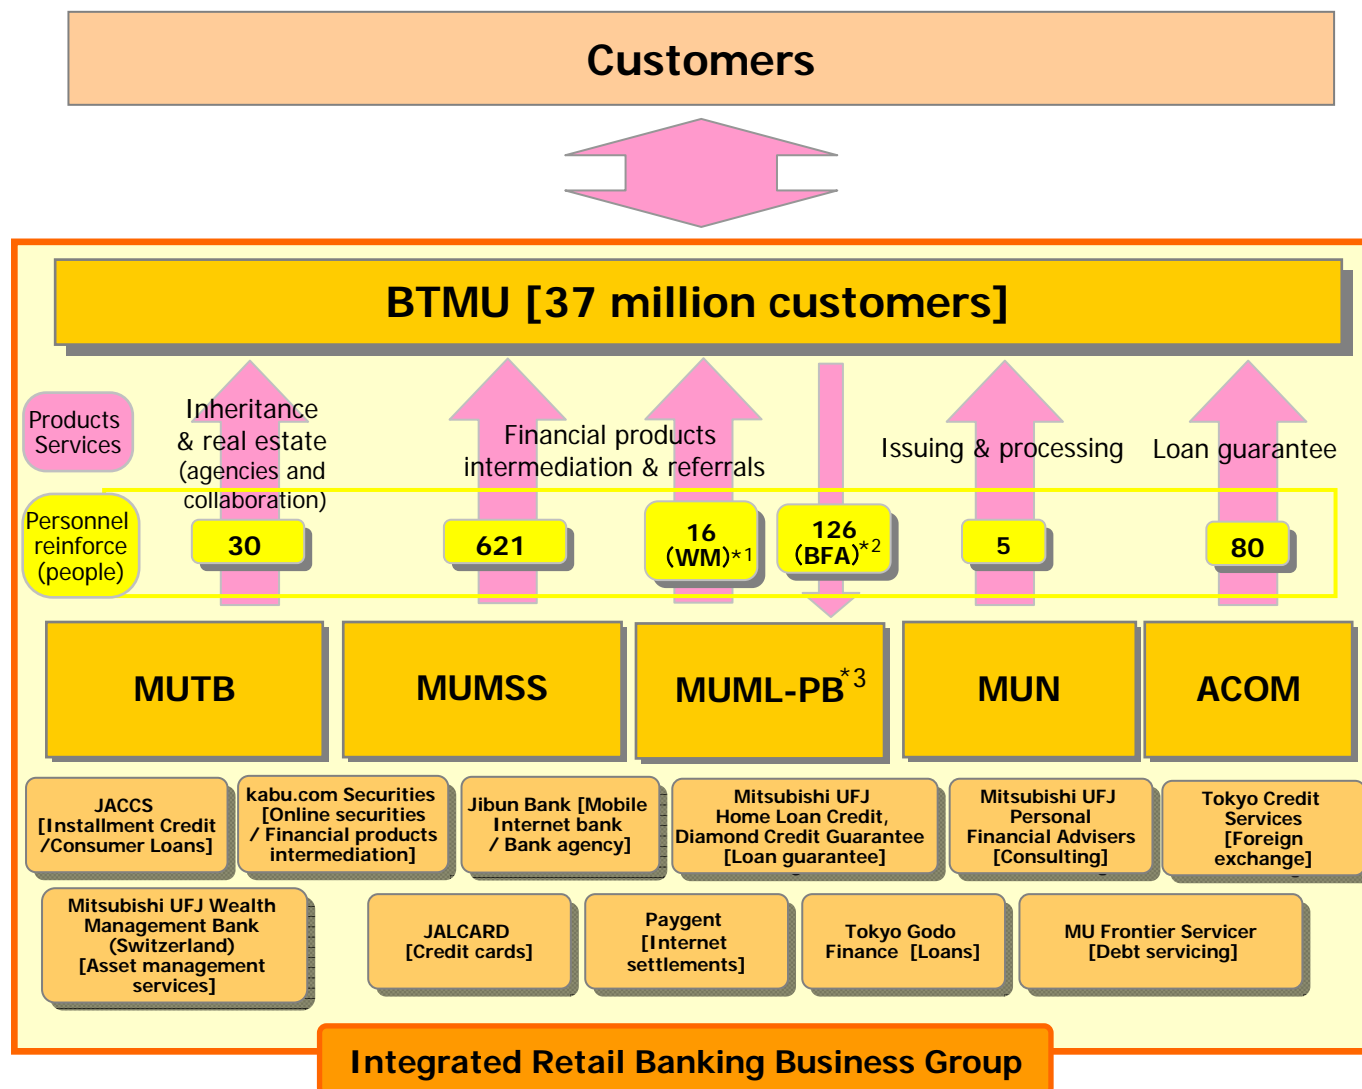 Customers
BTMU [37 million customers]
Products
Services
Inheritance
& real estate
(agencies and
collaboration)
Financial products
intermediation & referrals
Issuing & processing
Loan guarantee
Personnel
reinforce
(people)
30
621
16
(WM)*1
126
(BFA)*2
5
80
MUTB
MUMSS
MUML-PB*3
MUN
ACOM
JACCS
[Installment Credit
/Consumer Loans]
kabu.com Securities
[Online securities
/ Financial products
intermediation]
Jibun Bank [Mobile
Internet bank
/ Bank agency]
Mitsubishi UFJ
Home Loan Credit,
Diamond Credit Guarantee
[Loan guarantee]
Mitsubishi UFJ
Personal
Financial Advisers
[Consulting]
Tokyo Credit
Services
[Foreign
exchange]
Mitsubishi UFJ Wealth
Management Bank
(Switzerland)
[Asset management
services]
JALCARD
[Credit cards]
Paygent
[Internet
settlements]
Tokyo Godo
Finance [Loans]
MU Frontier Servicer
[Debt servicing]
Integrated Retail Banking Business Group